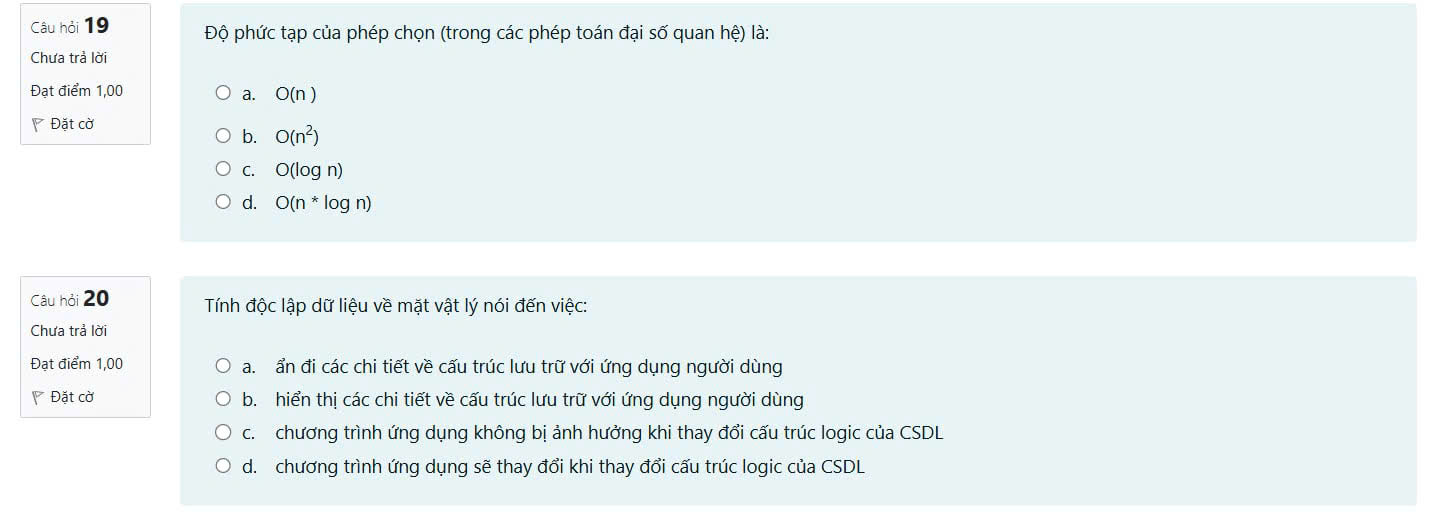 Câu hỏi 19
Chưa trả lời
Đạt điểm 1,00
Đặt cờ
Độ phức tạp của phép chọn (trong các phép toán đại số quan hệ) là:
a. O(n )
b. O(n²)
c. O(log n)
d. O(n * log n)
Câu hỏi 20
Chưa trả lời
Đạt điểm 1,00
Đặt cờ
Tính độc lập dữ liệu về mặt vật lý nói đến việc:
a. ẩn đi các chi tiết về cấu trúc lưu trữ với ứng dụng người dùng
b. hiển thị các chi tiết về cấu trúc lưu trữ với ứng dụng người dùng
c. chương trình ứng dụng không bị ảnh hưởng khi thay đổi cấu trúc logic của CSDL
d. chương trình ứng dụng sẽ thay đổi khi thay đổi cấu trúc logic của CSDL